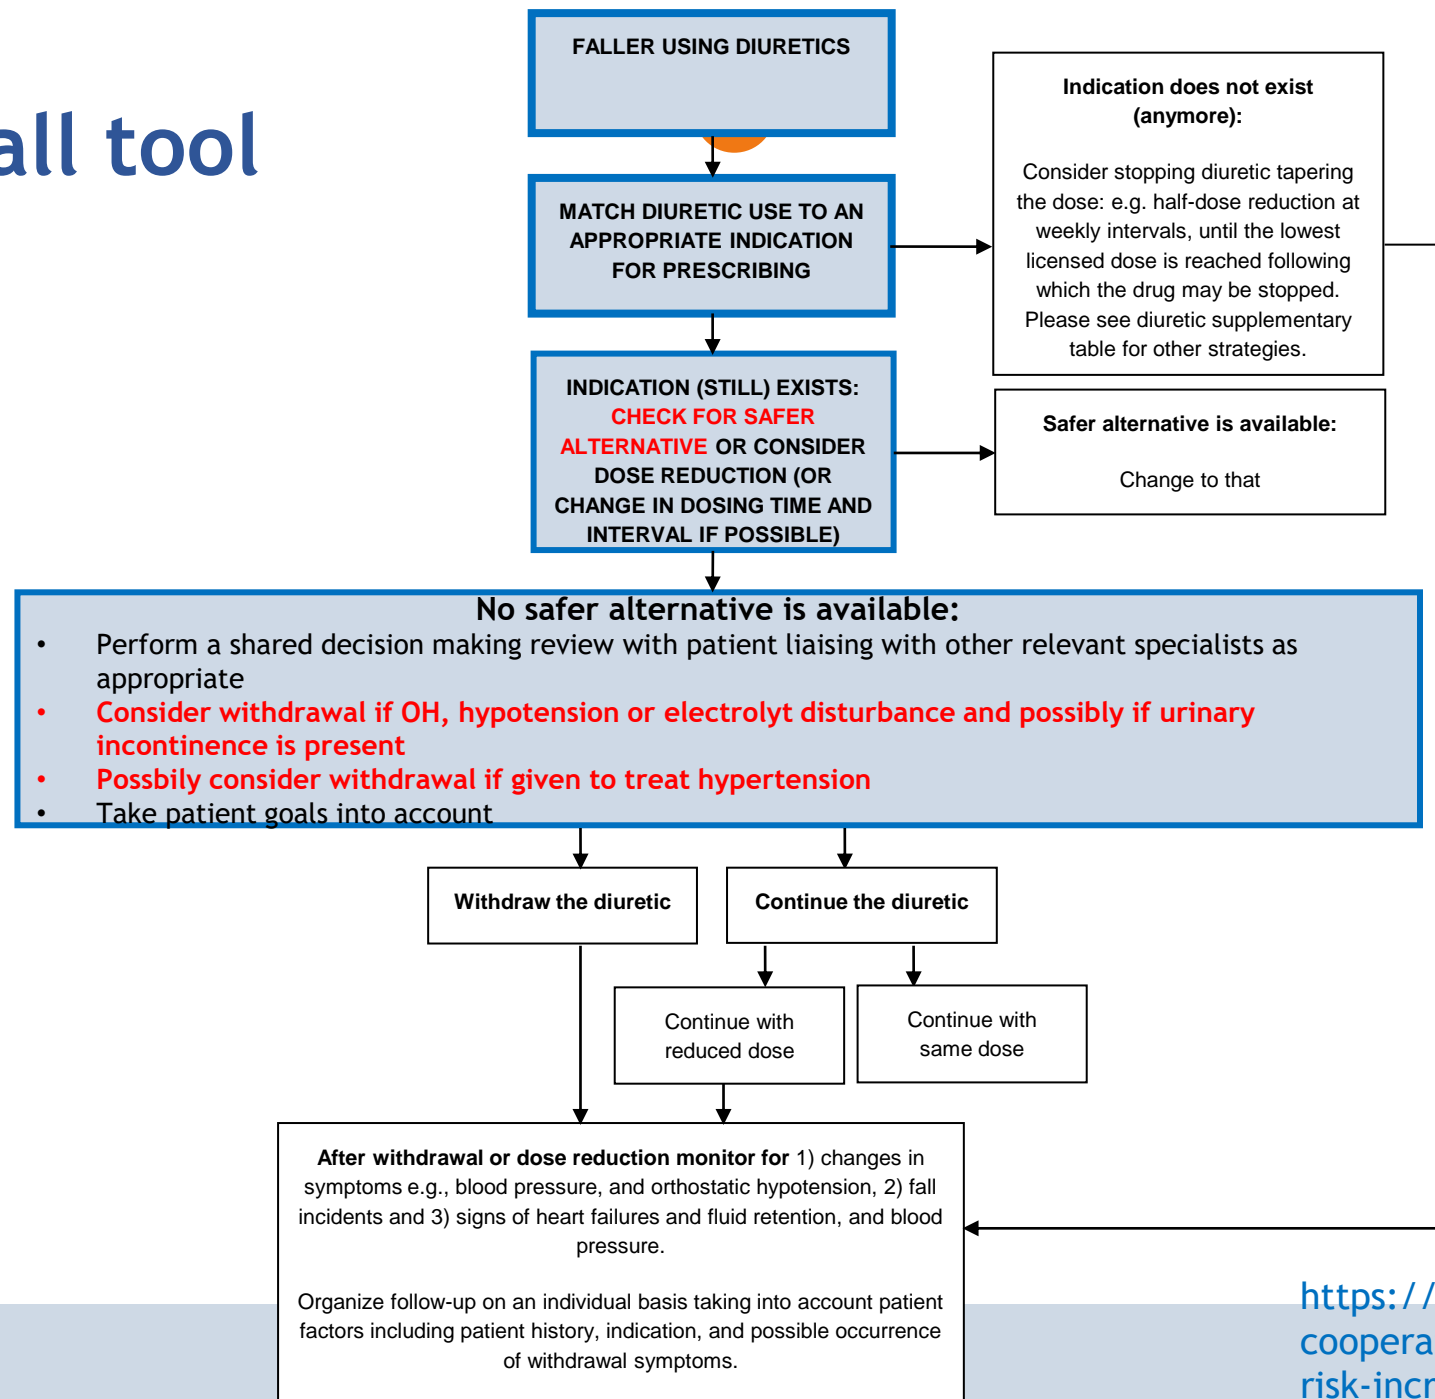 all tool
FALLER USING DIURETICS
MATCH DIURETIC USE TO AN
APPROPRIATE INDICATION
FOR PRESCRIBING
Indication does not exist
(anymore):
Consider stopping diuretic tapering
the dose: e.g. half-dose reduction at
weekly intervals, until the lowest
licensed dose is reached following
which the drug may be stopped.
Please see diuretic supplementary
table for other strategies.
INDICATION (STILL) EXISTS:
CHECK FOR SAFER
ALTERNATIVE OR CONSIDER
DOSE REDUCTION (OR
CHANGE IN DOSING TIME AND
INTERVAL IF POSSIBLE)
Safer alternative is available:
Change to that
No safer alternative is available:
• Perform a shared decision making review with patient liaising with other relevant specialists as
appropriate
• Consider withdrawal if OH, hypotension or electrolyt disturbance and possibly if urinary
incontinence is present
• Possbily consider withdrawal if given to treat hypertension
• Take patient goals into account
Withdraw the diuretic
Continue the diuretic
Continue with
reduced dose
Continue with
same dose
After withdrawal or dose reduction monitor for 1) changes in
symptoms e.g., blood pressure, and orthostatic hypotension, 2) fall
incidents and 3) signs of heart failures and fluid retention, and blood
pressure.
Organize follow-up on an individual basis taking into account patient
factors including patient history, indication, and possible occurrence
of withdrawal symptoms.
https://
coopera
risk-incr